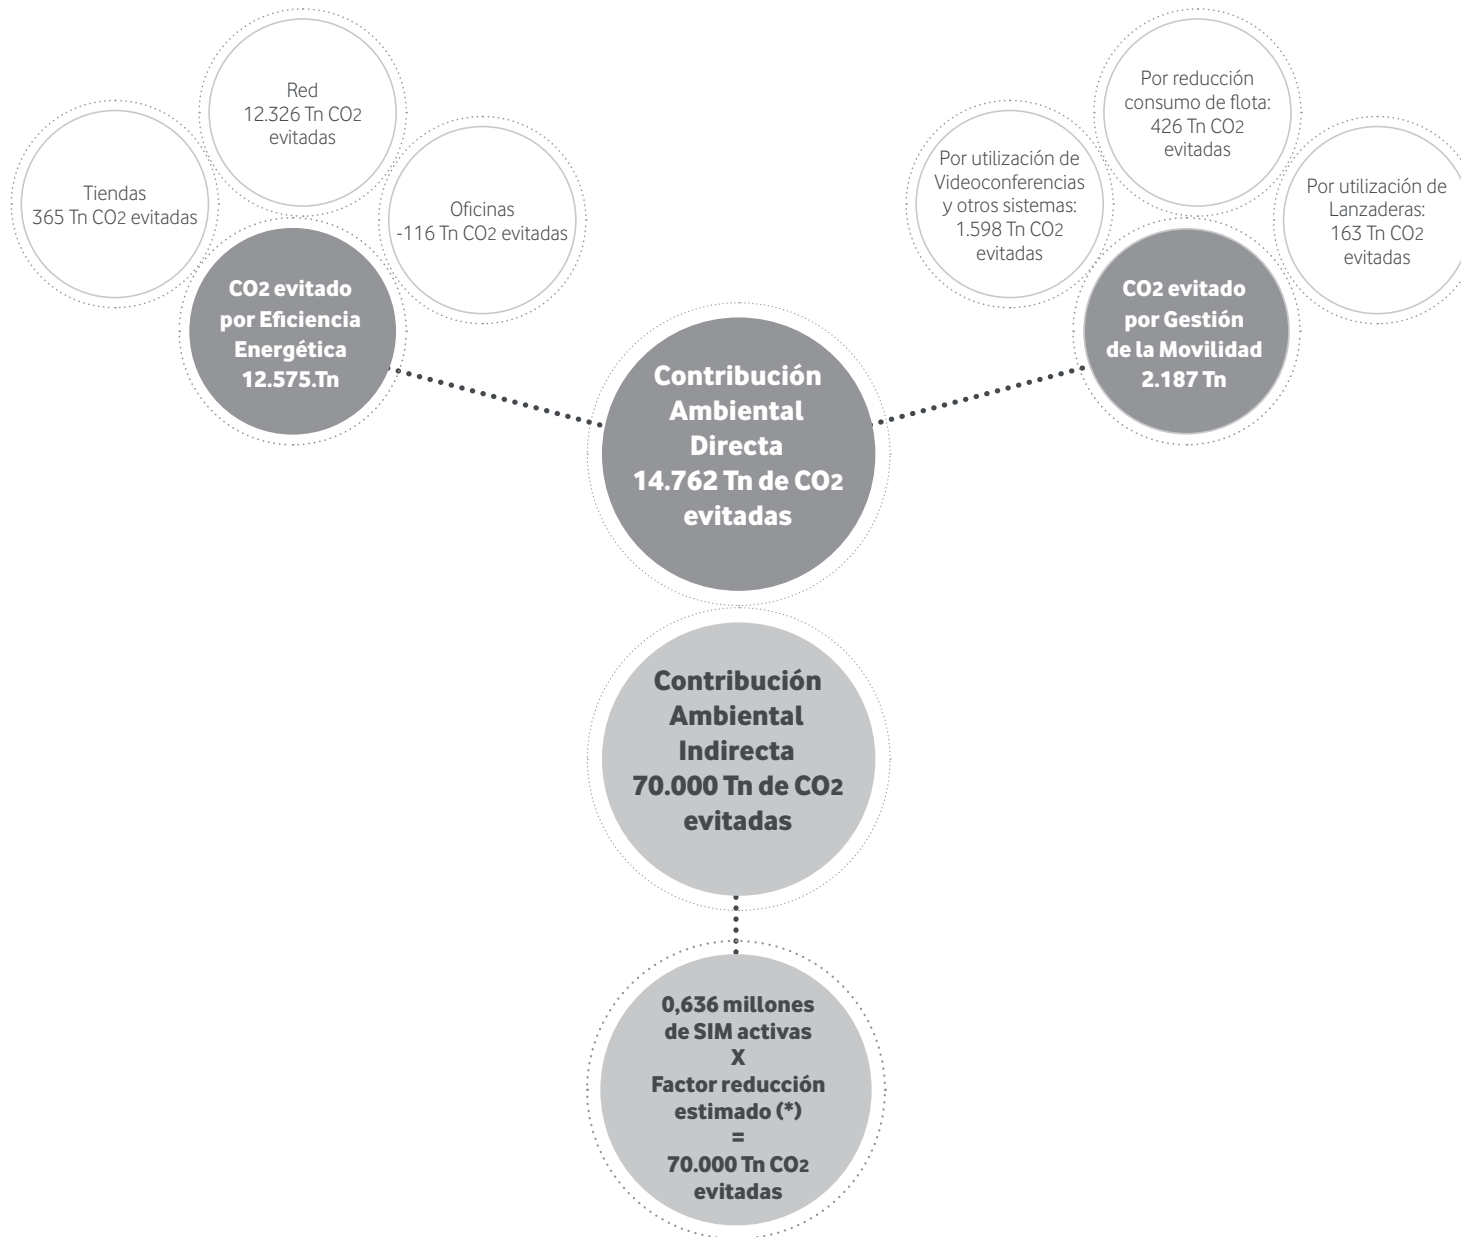 Red
12.326 Tn CO2
evitadas
Tiendas
365 Tn CO2 evitadas
Oficinas
-116 Tn CO2 evitadas
CO2 evitado
por Eficiencia
Energética
12.575.Tn
Por reducción
consumo de flota:
426 Tn CO2
evitadas
Por utilización de
Videoconferencias
y otros sistemas:
1.598 Tn CO2
evitadas
Por utilización de
Lanzaderas:
163 Tn CO2
evitadas
CO2 evitado
por Gestión
de la Movilidad
2.187 Tn
Contribución
Ambiental
Directa
14.762 Tn de CO2
evitadas
Contribución
Ambiental
Indirecta
70.000 Tn de CO2
evitadas
0,636 millones
de SIM activas
X
Factor reducción
estimado (*)
=
70.000 Tn CO2
evitadas